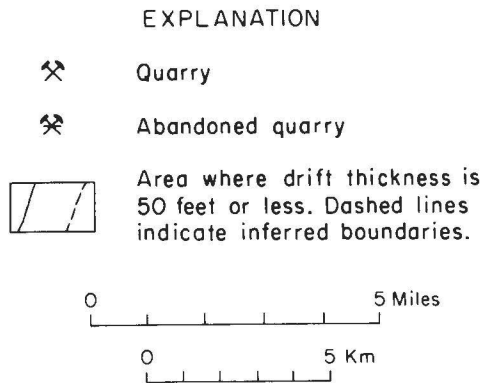 EXPLANATION
Quarry
Abandoned quarry
Area where drift thickness is
50 feet or less. Dashed lines
indicate inferred boundaries.
0 5 Miles
0 5 Km